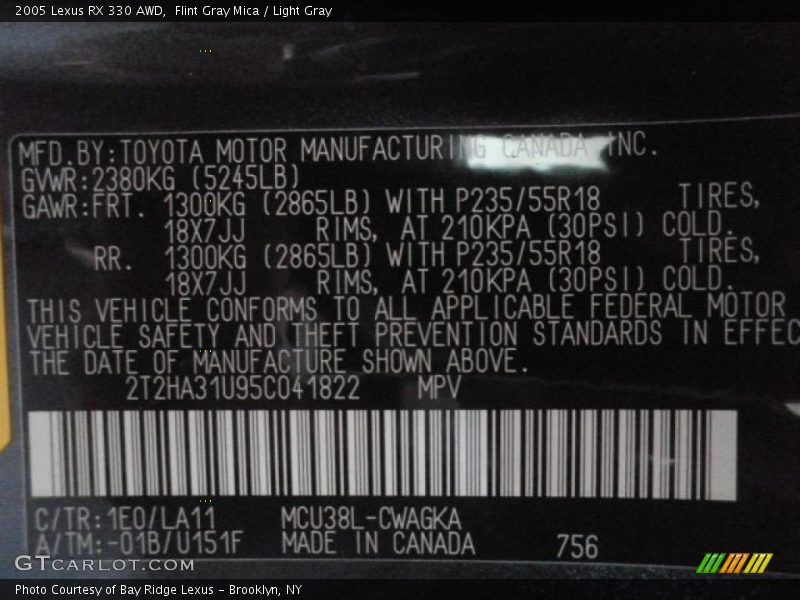 2005 Lexus RX 330 AWD, Flint Gray Mica / Light Gray
MFD.BY:TOYOTA MOTOR MANUFACTURING CANADA INC.
GVWR:2380KG (5245LB)
GAWR:FRT. 1300KG (2865LB) WITH P235/55R18 TIRES,
18X7JJ RIMS, AT 210KPA (30PSI) COLD.
RR. 1300KG (2865LB) WITH P235/55R18 TIRES,
18X7JJ RIMS, AT 210KPA (30PSI) COLD.
THIS VEHICLE CONFORMS TO ALL APPLICABLE FEDERAL MOTOR
VEHICLE SAFETY AND THEFT PREVENTION STANDARDS IN EFFEC
THE DATE OF MANUFACTURE SHOWN ABOVE.
2T2HA31U95C041822 MPV
C/TR:1E0/LA11 MCU38L-CWAGKA
A/TM:-01B/U151F MADE IN CANADA 756
GTCARLOT.COM
Photo Courtesy of Bay Ridge Lexus - Brooklyn, NY